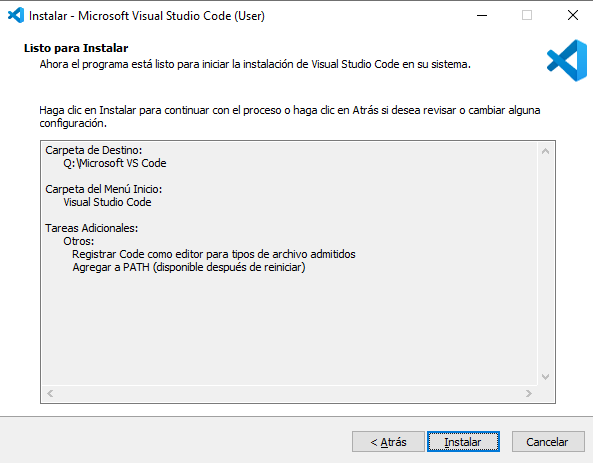 Instalar - Microsoft Visual Studio Code (User)
Listo para Instalar
Ahora el programa está listo para iniciar la instalación de Visual Studio Code en su sistema.
Haga clic en Instalar para continuar con el proceso o haga clic en Atrás si desea revisar o cambiar alguna
configuración.
Carpeta de Destino:
Q:\Microsoft VS Code
Carpeta del Menú Inicio:
Visual Studio Code
Tareas Adicionales:
Otros:
Registrar Code como editor para tipos de archivo admitidos
Agregar a PATH (disponible después de reiniciar)
< Atrás
Instalar
Cancelar